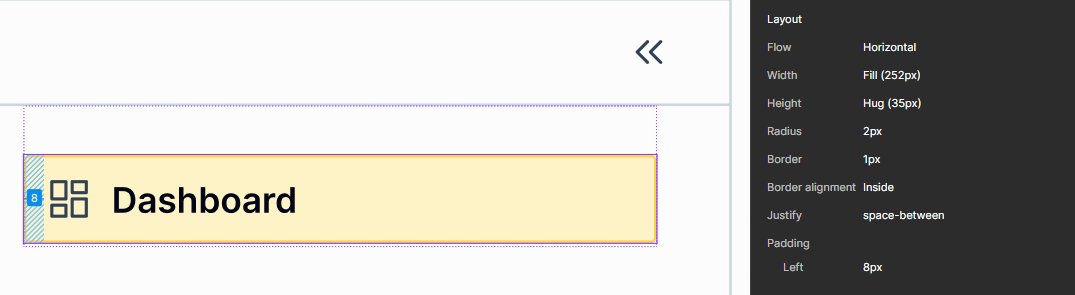 8
Dashboard
Layout
Flow Horizontal
Width Fill (252px)
Height Hug (35px)
Radius 2px
Border 1px
Border alignment Inside
Justify space-between
Padding
Left 8px